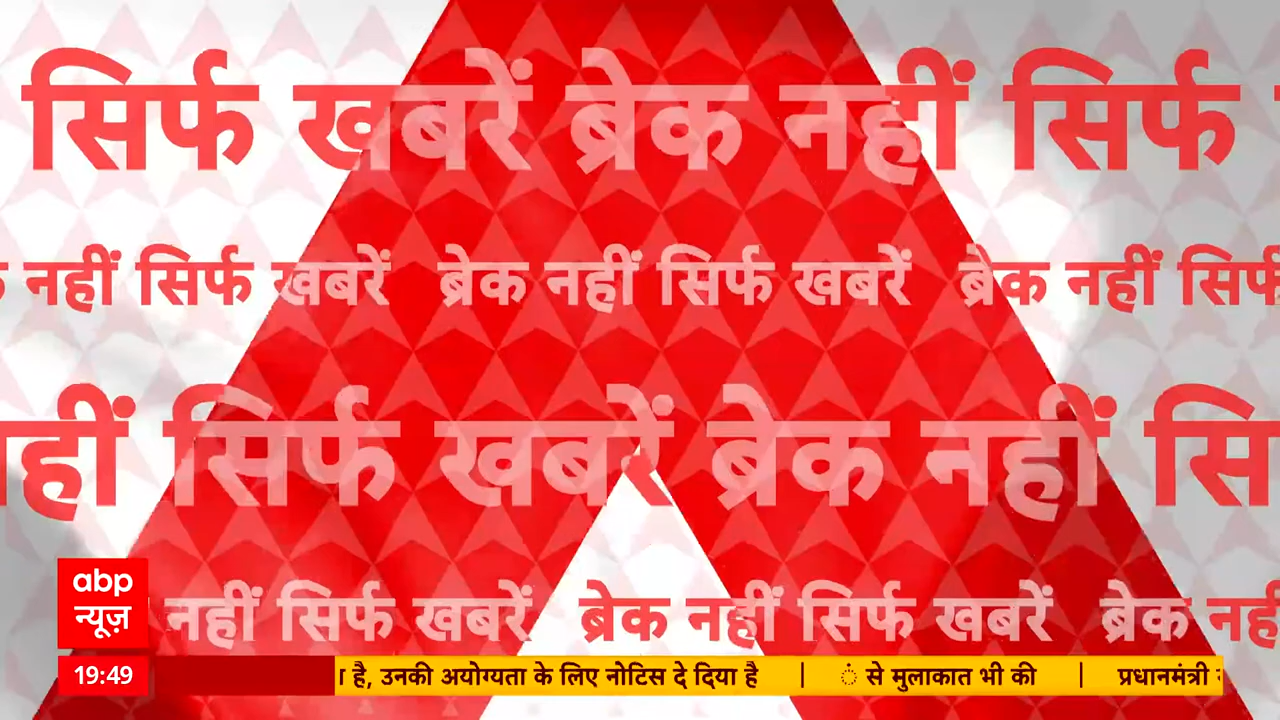 सिर्फ खबरें ब्रेक नहीं सिर्फ
नहीं सिर्फ खबरें ब्रेक नहीं सिर्फ खबरें ब्रेक नहीं सिर्फ
नहीं सिर्फ खबरें ब्रेक नहीं सि
नहीं सिर्फ खबरें ब्रेक नहीं सिर्फ खबरें ब्रेक नहीं
abp
न्यूज़
19:49
है, उनकी अयोग्यता के लिए नोटिस दे दिया है | से मुलाकात भी की | प्रधानमंत्री